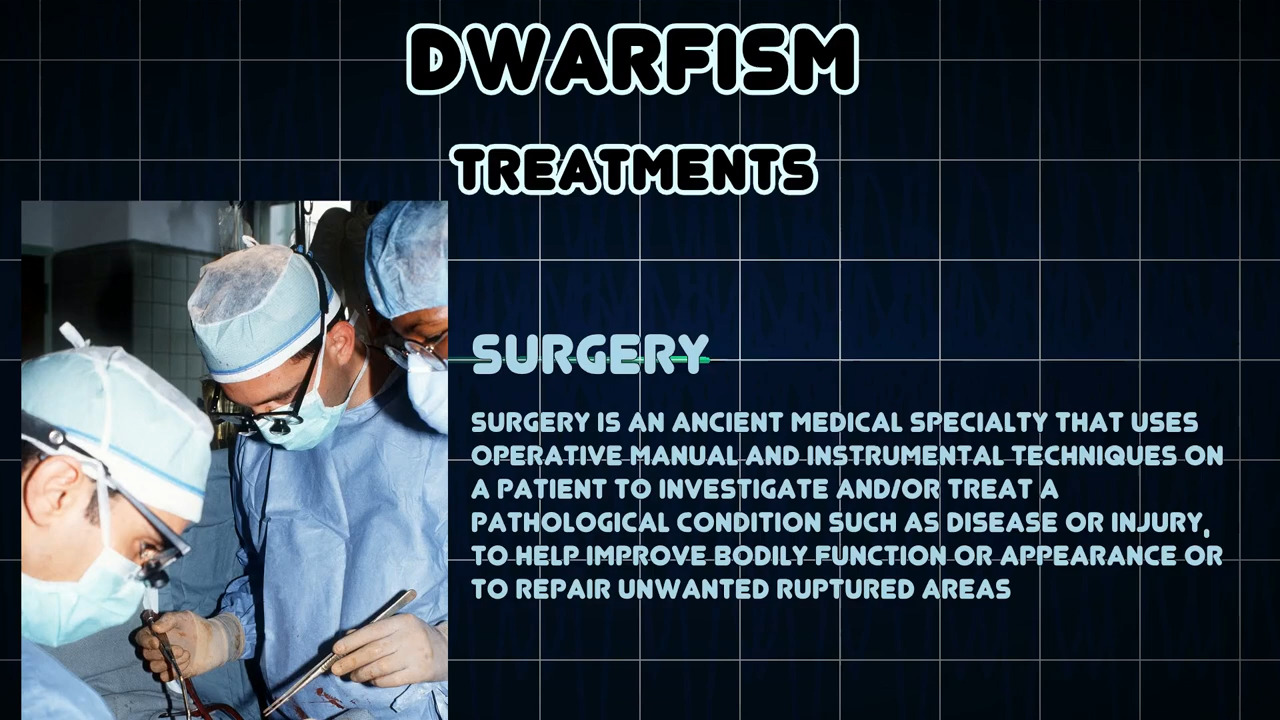 DWARFISM
TREATMENTS
SURGERY
SURGERY IS AN ANCIENT MEDICAL SPECIALTY THAT USES
OPERATIVE MANUAL AND INSTRUMENTAL TECHNIQUES ON
A PATIENT TO INVESTIGATE AND/OR TREAT A
PATHOLOGICAL CONDITION SUCH AS DISEASE OR INJURY,
TO HELP IMPROVE BODILY FUNCTION OR APPEARANCE OR
TO REPAIR UNWANTED RUPTURED AREAS